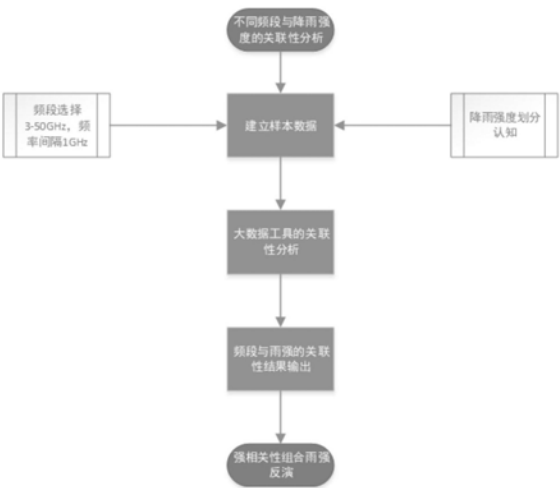 不同频段与降雨强
度的关联性分析
频段选择
3-50GHz，频
率间隔1GHz
建立样本数据
降雨强度划分
认知
大数据工具的关联
性分析
频段与雨强的关联
性结果输出
强相关性组合雨强
反演